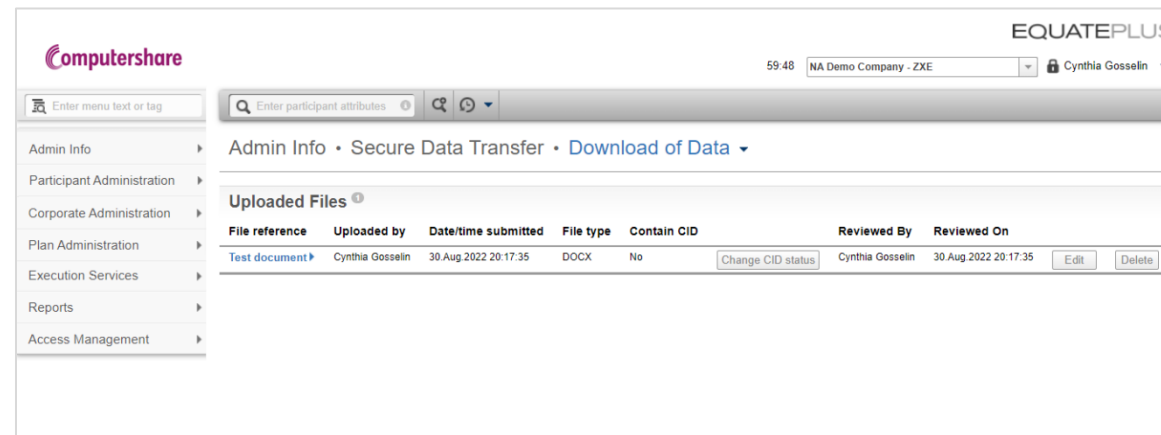 EQUATEPLUS
Computershare
59:48 NA Demo Company - ZXE Cynthia Gosselin
Enter menu text or tag
Enter participant attributes
Admin Info • Secure Data Transfer • Download of Data
Admin Info
Participant Administration
Corporate Administration
Plan Administration
Execution Services
Reports
Access Management
Uploaded Files
File reference Uploaded by Date/time submitted File type Contain CID Reviewed By Reviewed On
Test document Cynthia Gosselin 30.Aug.2022 20:17:35 DOCX No Change CID status Cynthia Gosselin 30.Aug.2022 20:17:35 Edit Delete